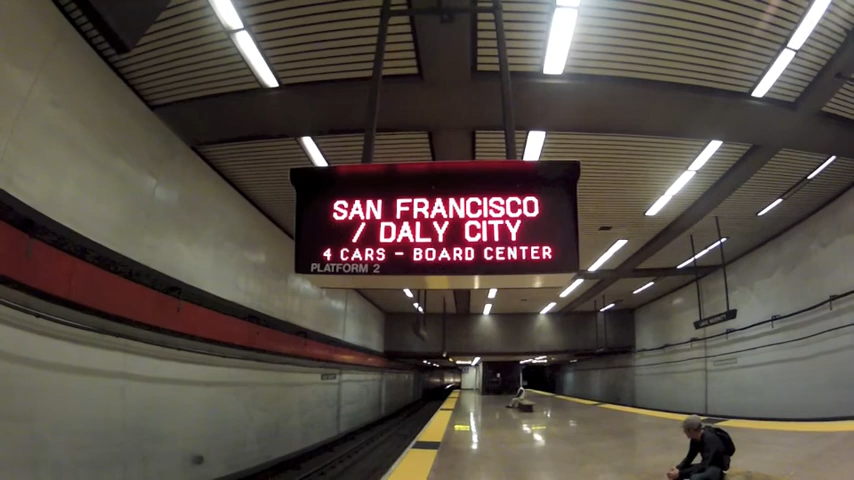 SAN FRANCISCO
/ DALY CITY
4 CARS - BOARD CENTER
PLATFORM 2